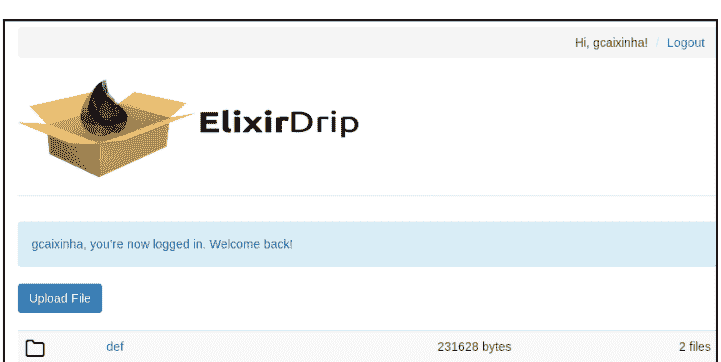 Hi, gcaixinha! / Logout
ElixirDrip
gcaixinha, you're now logged in. Welcome back!
Upload File
def 231628 bytes 2 files